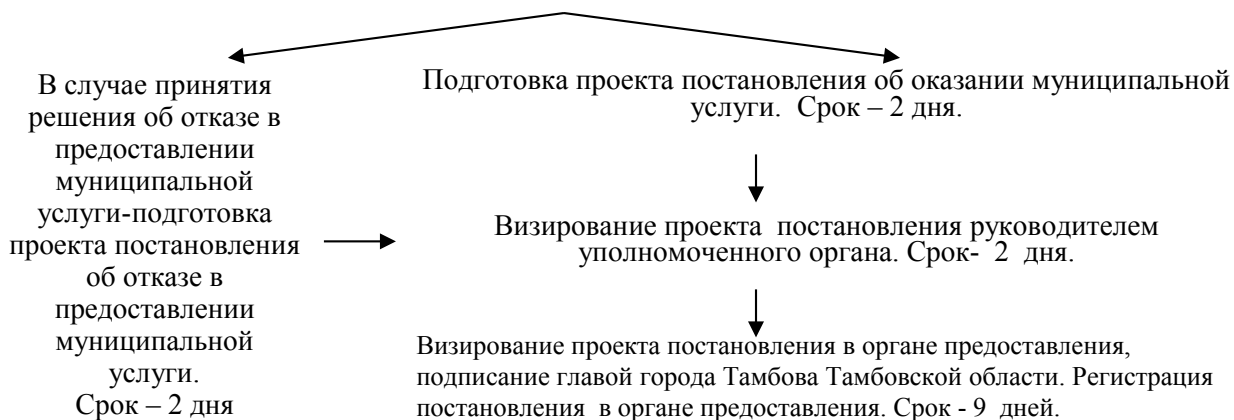 В случае принятия
решения об отказе в
предоставлении
муниципальной
услуги-подготовка
проекта постановления
об отказе в
предоставлении
муниципальной
услуги.
Срок – 2 дня
Подготовка проекта постановления об оказании муниципальной
услуги. Срок – 2 дня.
Визирование проекта постановления руководителем
уполномоченного органа. Срок- 2 дня.
Визирование проекта постановления в органе предоставления,
подписание главой города Тамбова Тамбовской области. Регистрация
постановления в органе предоставления. Срок - 9 дней.